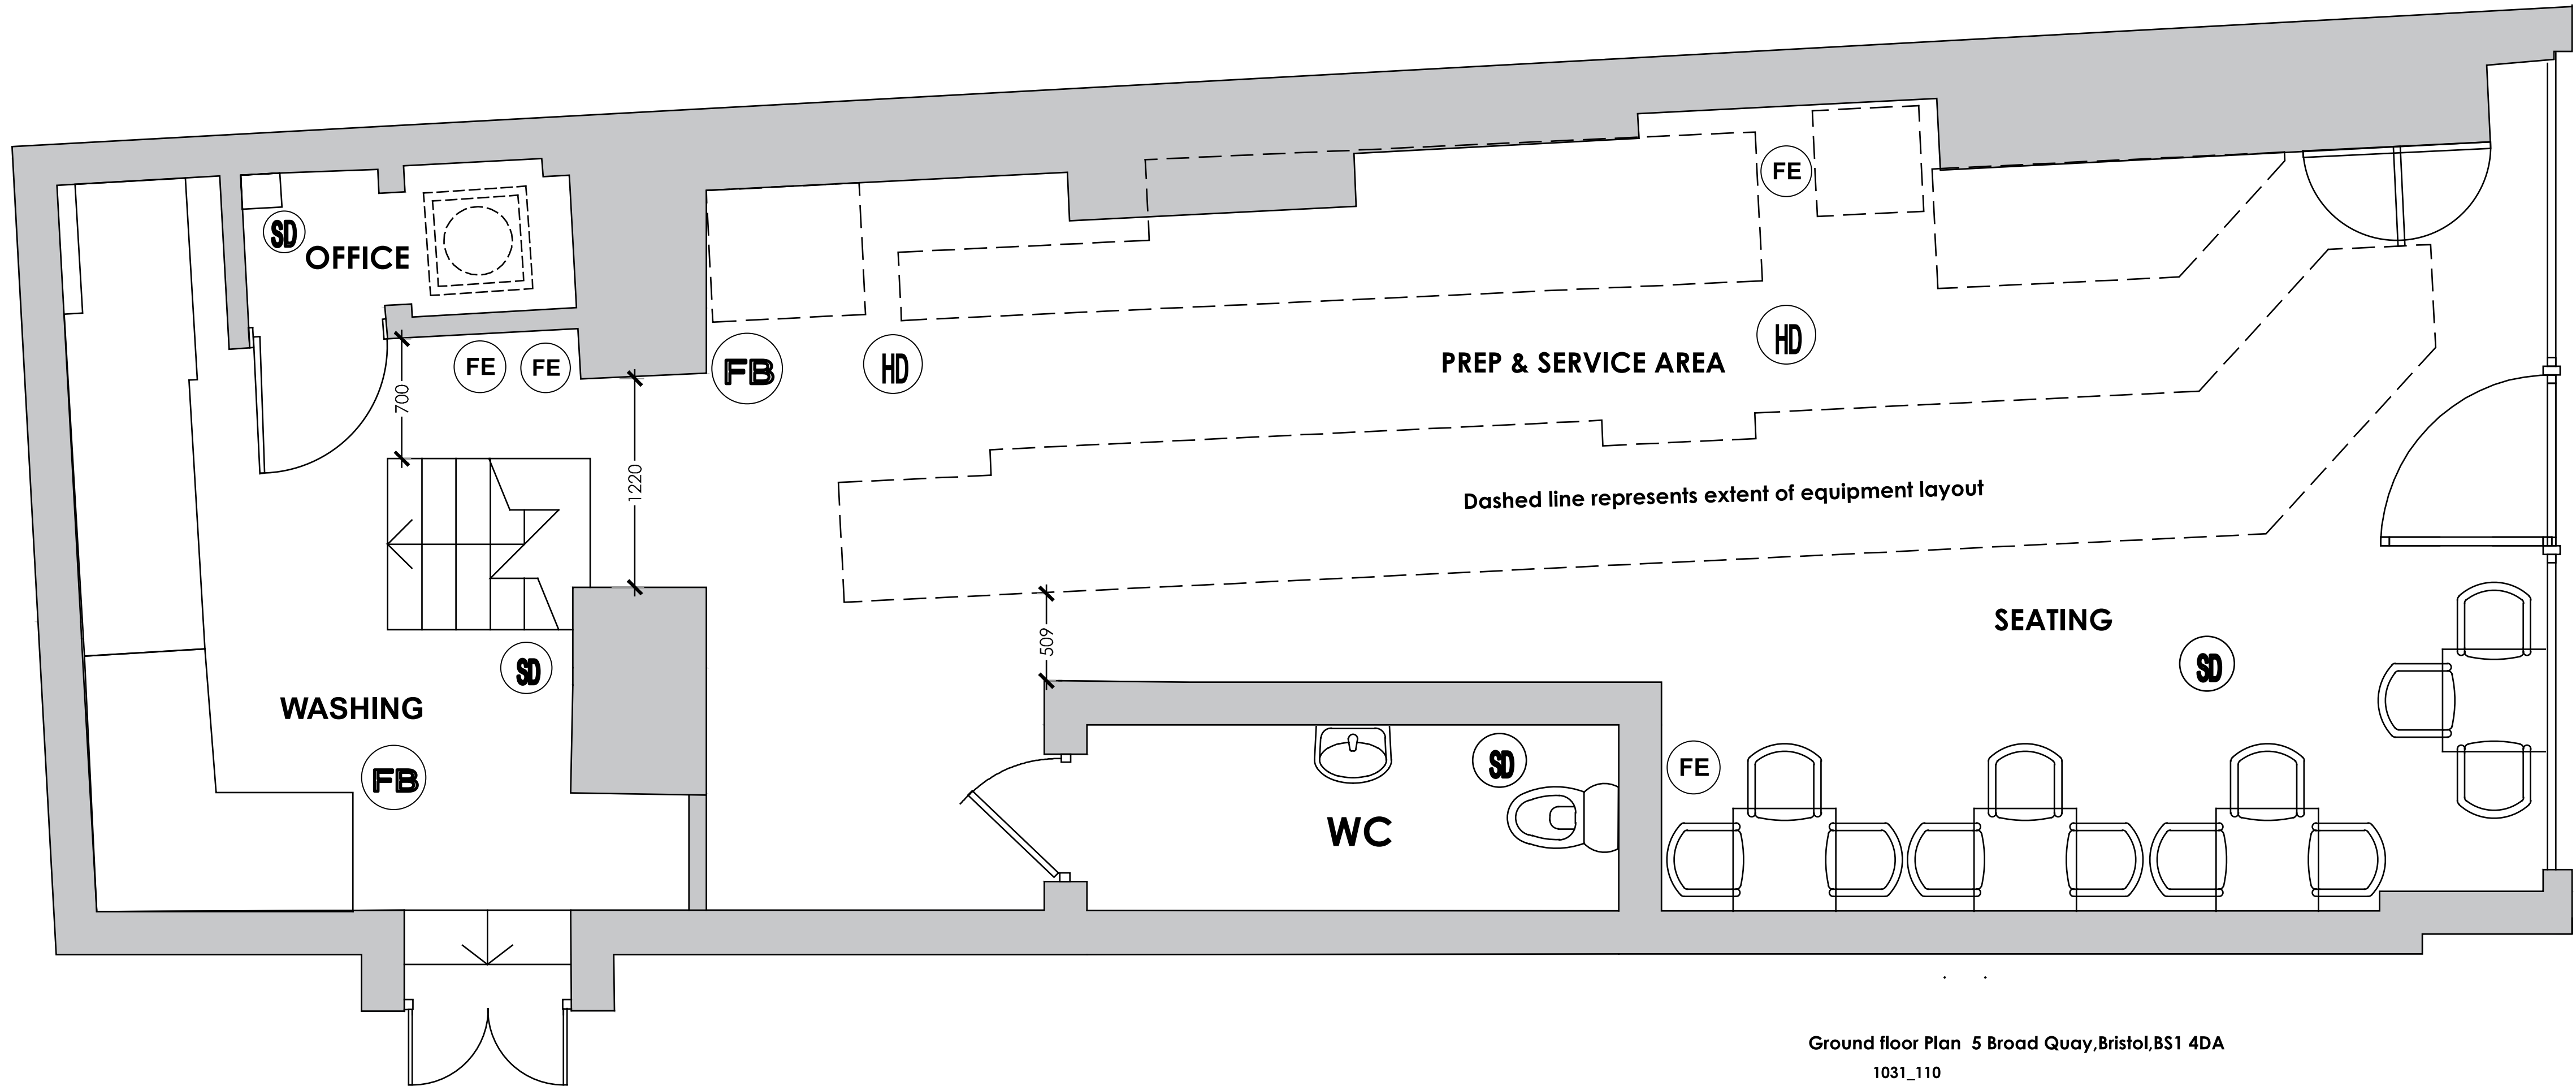 FE
SD
OFFICE
FE
FE
700
FB
HD
HD
PREP & SERVICE AREA
1220
Dashed line represents extent of equipment layout
509
SEATING
SD
SD
WASHING
FB
SD
FE
WC
Ground floor Plan 5 Broad Quay,Bristol,BS1 4DA
1031_110